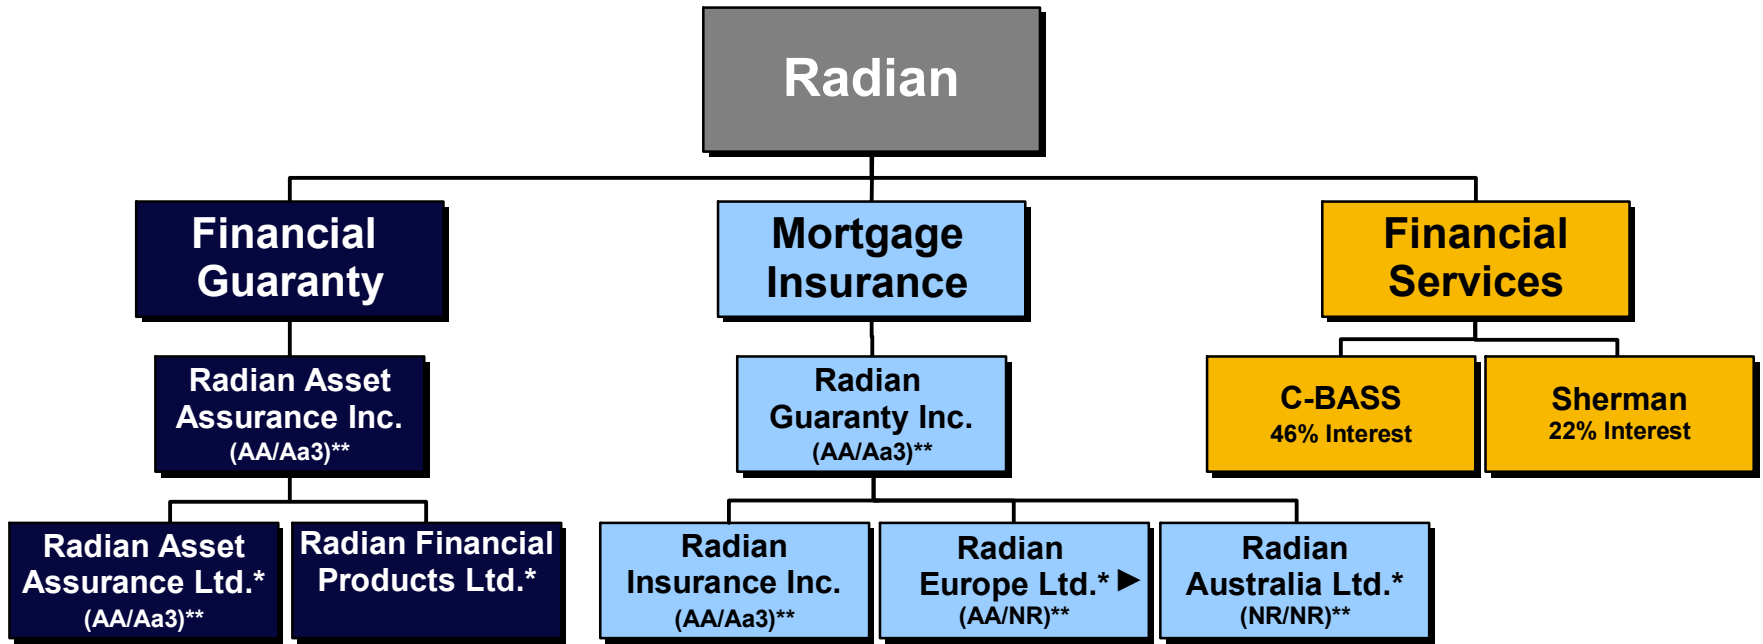 Radian
Financial
Guaranty
Mortgage
Insurance
Financial
Services
Radian Asset
Assurance Inc.
(AA/Aa3)**
Radian
Guaranty Inc.
(AA/Aa3)**
C-BASS
46% Interest
Sherman
22% Interest
Radian Asset
Assurance Ltd.*
(AA/Aa3)**
Radian Financial
Products Ltd.*
Radian
Insurance Inc.
(AA/Aa3)**
Radian
Europe Ltd.* ►
(AA/NR)**
Radian
Australia Ltd.*
(NR/NR)**